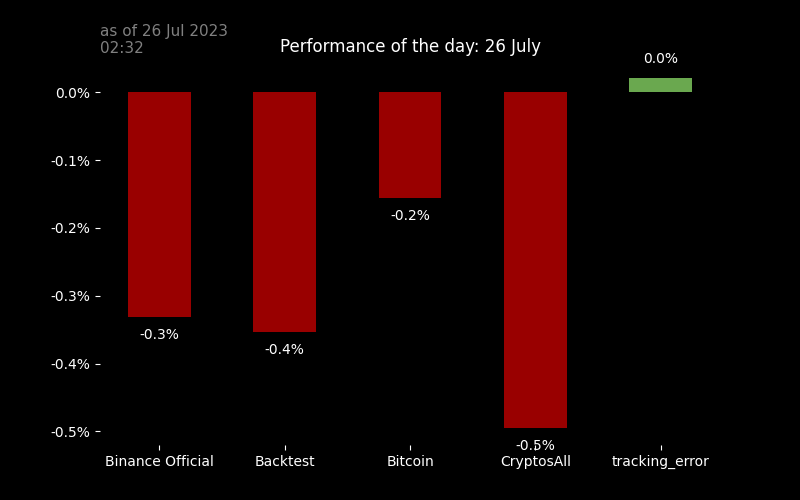 as of 26 Jul 2023
02:32
Performance of the day: 26 July
0.0%
0.0%
-0.1%
-0.2%
-0.2%
-0.3%
-0.3%
-0.4%
-0.4%
-0.5%
-0.5%
Binance Official
Backtest
Bitcoin
CryptosAll
tracking_error